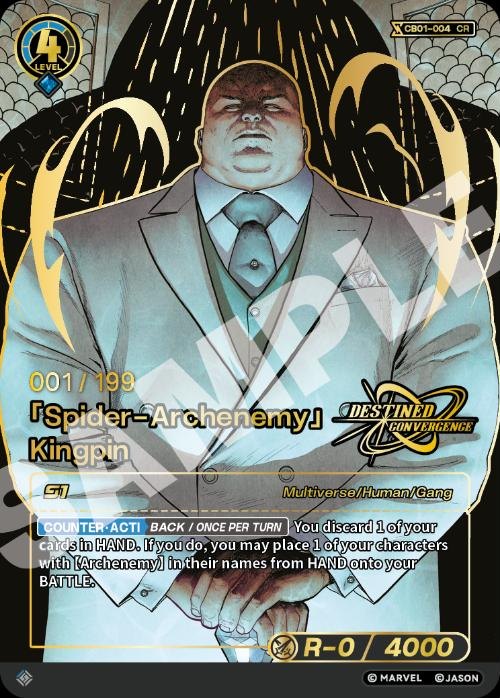 4
LEVEL
CB01-004 CR
SAMPLE
001 / 199
「Spider-Archenemy」
Kingpin
DESTINED
CONVERGENCE
S1
Multiverse/Human/Gang
COUNTER·ACT1 BACK / ONCE PER TURN You discard 1 of your
cards in HAND. If you do, you may place 1 of your characters
with【Archenemy】in their names from HAND onto your
BATTLE.
R-0 / 4000
© MARVEL ©JASON